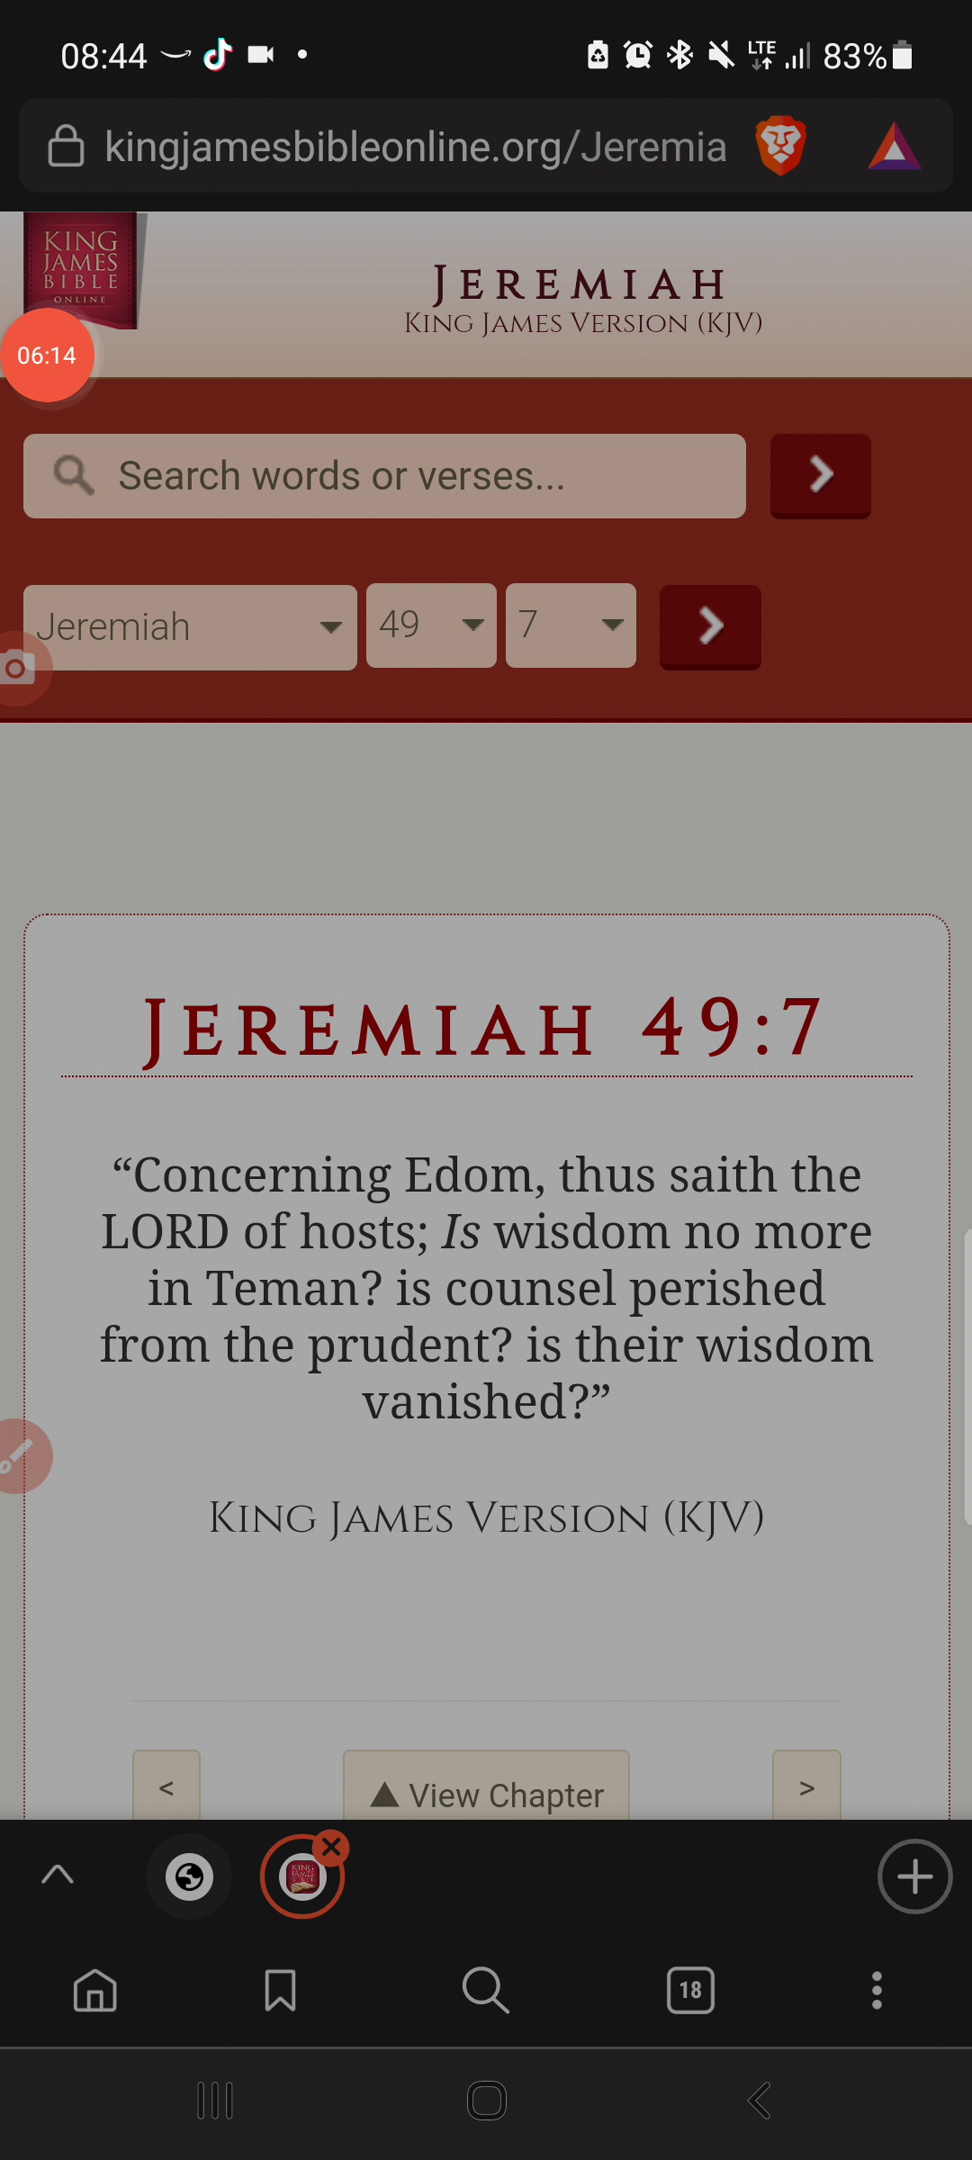 08:44
LTE
83%
kingjamesbibleonline.org/Jeremia
KING
JAMES
BIBLE
ONLINE
JEREMIAH
KING JAMES VERSION (KJV)
06:14
Search words or verses...
Jeremiah
49
7
JEREMIAH 49:7
“Concerning Edom, thus saith the
LORD of hosts; Is wisdom no more
in Teman? is counsel perished
from the prudent? is their wisdom
vanished?”
KING JAMES VERSION (KJV)
<
▲ View Chapter
>
18